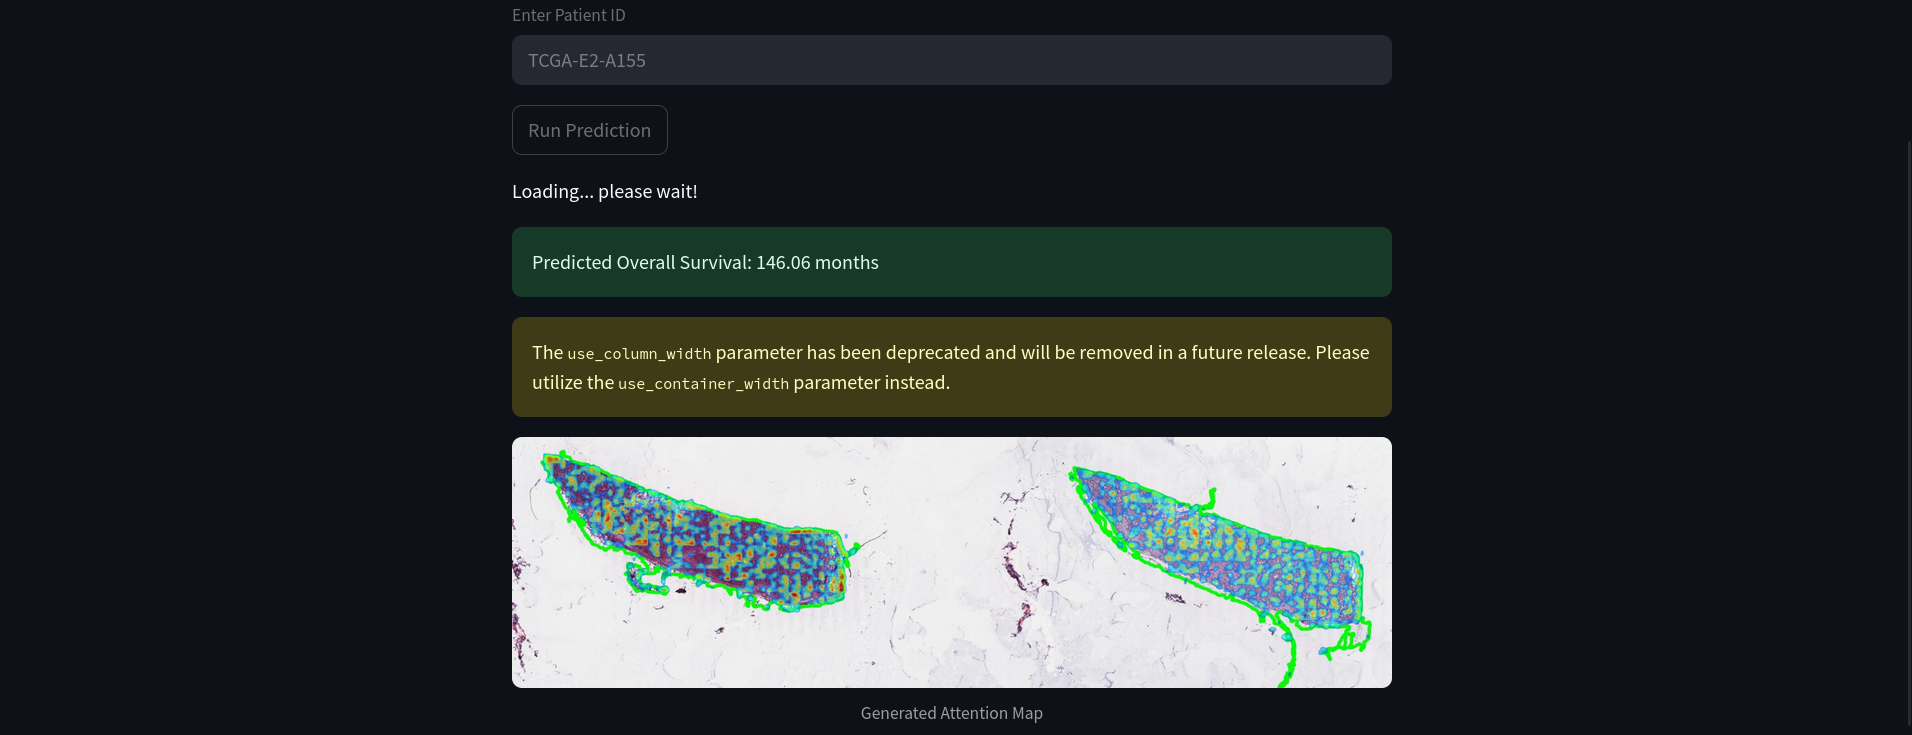 Enter Patient ID
TCGA-E2-A155
Run Prediction
Loading... please wait!
Predicted Overall Survival: 146.06 months
The use_column_width parameter has been deprecated and will be removed in a future release. Please
utilize the use_container_width parameter instead.
Generated Attention Map